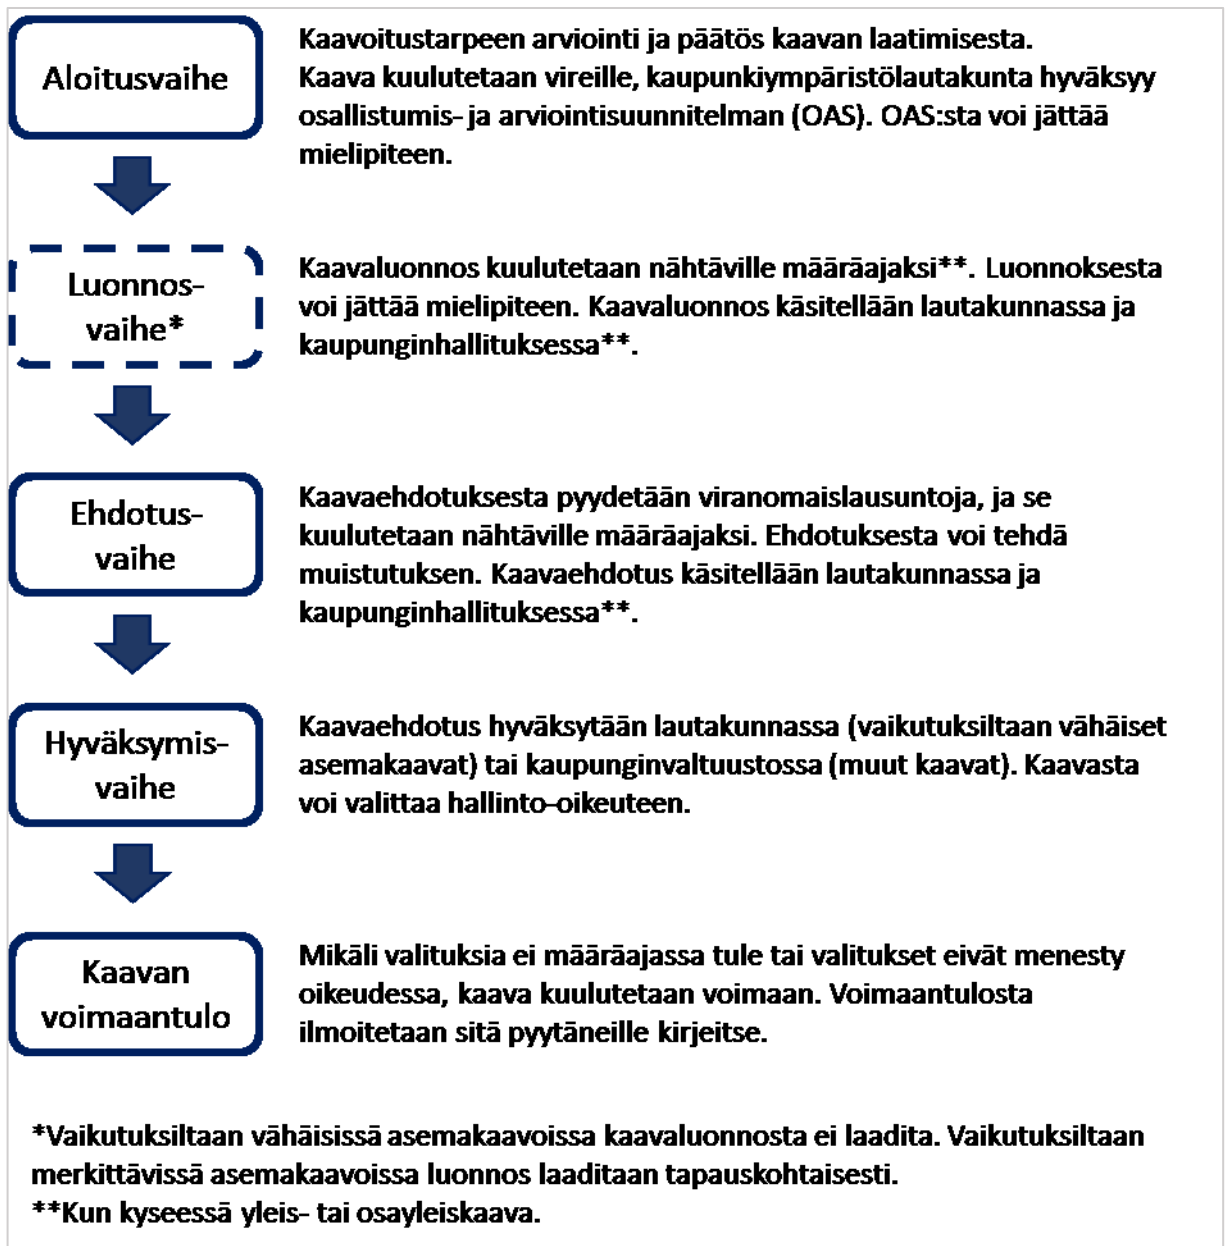 Aloitusvaihe
Kaavoitustarpeen arviointi ja päätös kaavan laatimisesta.
Kaava kuulutetaan vireille, kaupunkiympäristölautakunta hyväksyy
osallistumis- ja arviointisuunnitelman (OAS). OAS:sta voi jättää
mielipiteen.
Luonnos-
vaihe*
Kaavaluonnos kuulutetaan nähtäville määräajaksi**. Luonnoksesta
voi jättää mielipiteen. Kaavaluonnos käsitellään lautakunnassa ja
kaupunginhallituksessa**.
Ehdotus-
vaihe
Kaavaehdotuksesta pyydetään viranomaislausuntoja, ja se
kuulutetaan nähtäville määräajaksi. Ehdotuksesta voi tehdä
muistutuksen. Kaavaehdotus käsitellään lautakunnassa ja
kaupunginhallituksessa**.
Hyväksymis-
vaihe
Kaavaehdotus hyväksytään lautakunnassa (vaikutuksiltaan vähäiset
asemakaavat) tai kaupunginvaltuustossa (muut kaavat). Kaavasta
voi valittaa hallinto-oikeuteen.
Kaavan
voimaantulo
Mikäli valituksia ei määräajassa tule tai valitukset eivät menesty
oikeudessa, kaava kuulutetaan voimaan. Voimaantulosta
ilmoitetaan sitä pyytäneille kirjeitse.
*Vaikutuksiltaan vähäisissä asemakaavoissa kaavaluonnosta ei laadita. Vaikutuksiltaan
merkittävissä asemakaavoissa luonnos laaditaan tapauskohtaisesti.
**Kun kyseessä yleis- tai osayleiskaava.